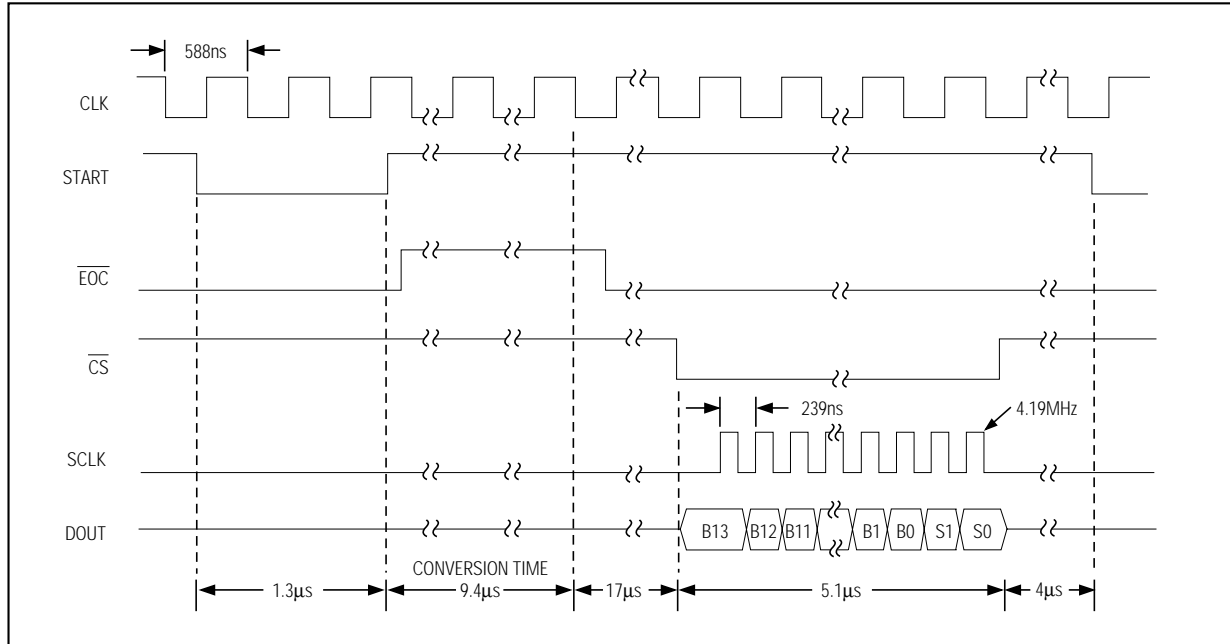 588ns
CLK
START
EOC
CS
239ns
4.19MHz
SCLK
DOUT
B13 B12 B11 B1 B0 S1 S0
CONVERSION TIME
1.3µs 9.4µs 17µs 5.1µs 4µs